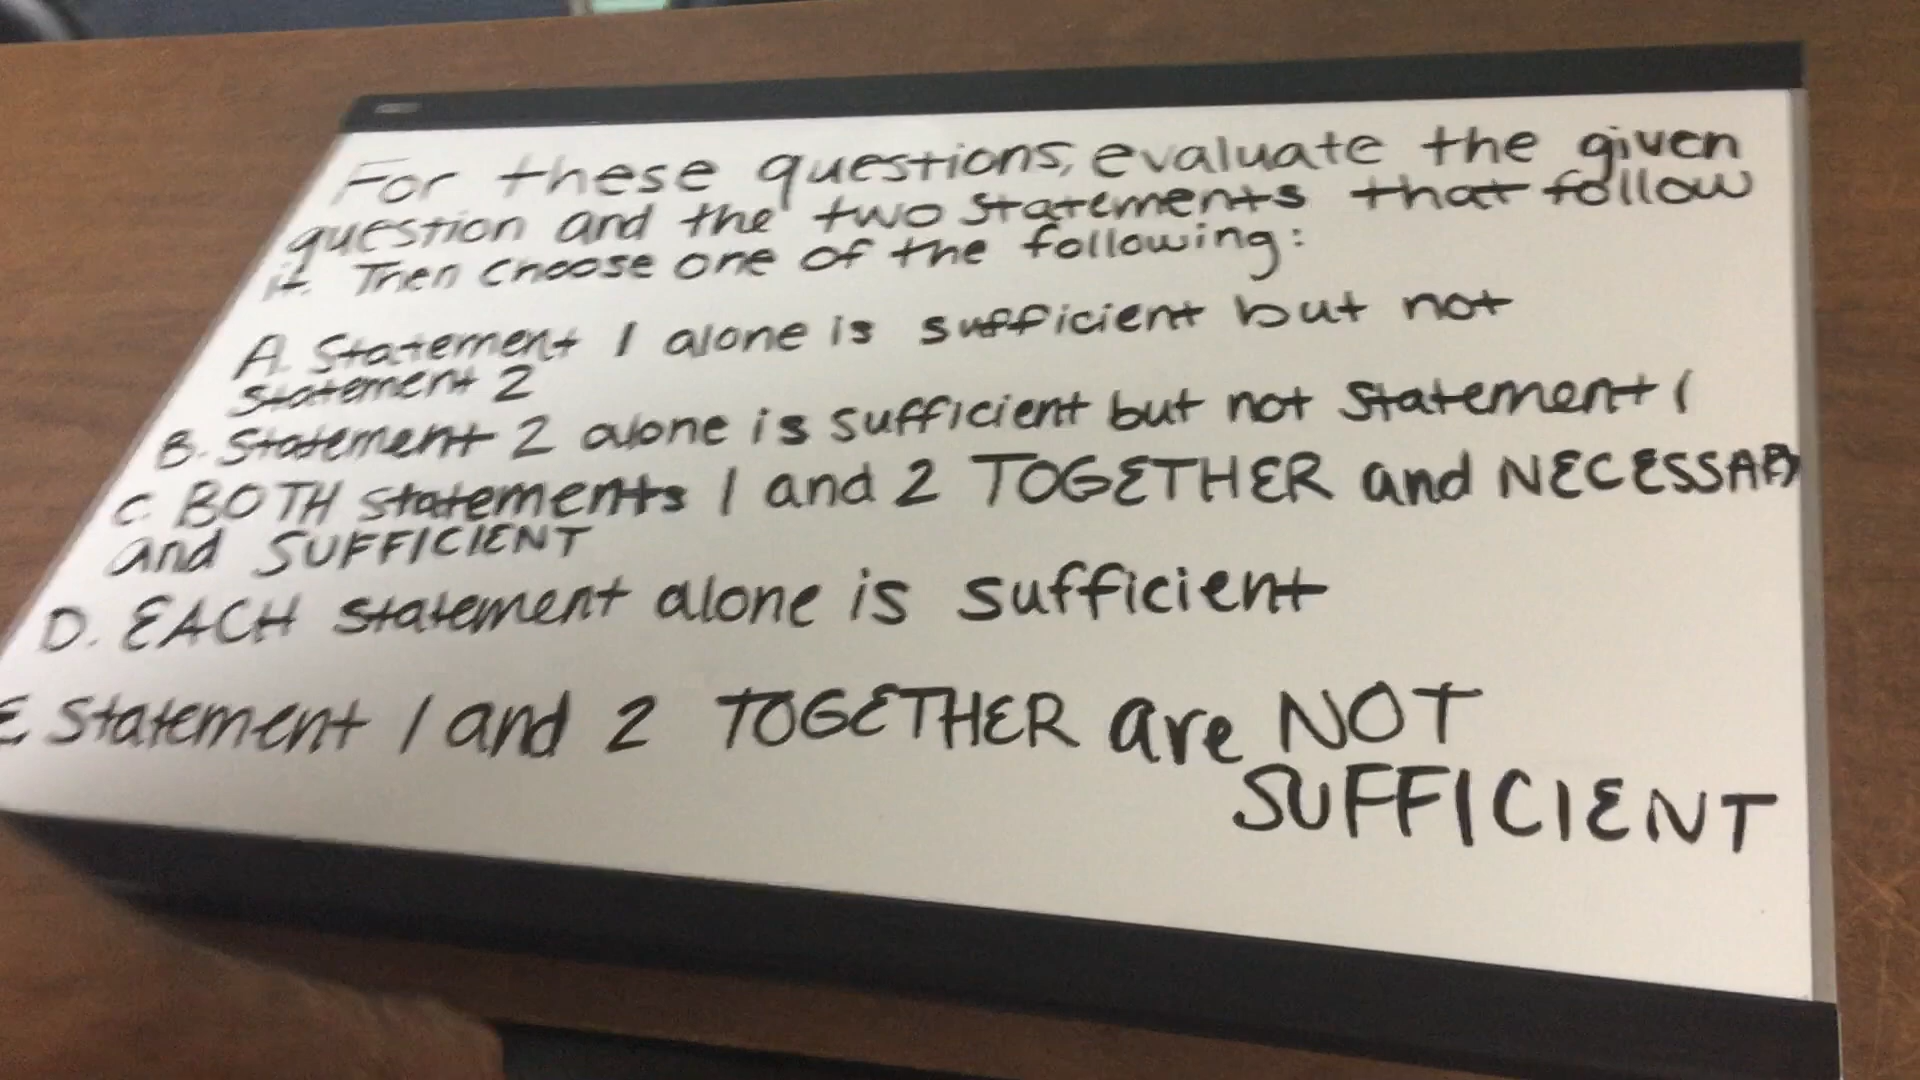 For these questions, evaluate the given
question and the two statements that follow
it. Then choose one of the following:
A. Statement 1 alone is sufficient but not
statement 2
B. Statement 2 alone is sufficient but not statement 1
C. BOTH statements 1 and 2 TOGETHER and NECESSARY
and SUFFICIENT
D. EACH statement alone is sufficient
E Statement 1 and 2 TOGETHER are NOT
SUFFICIENT